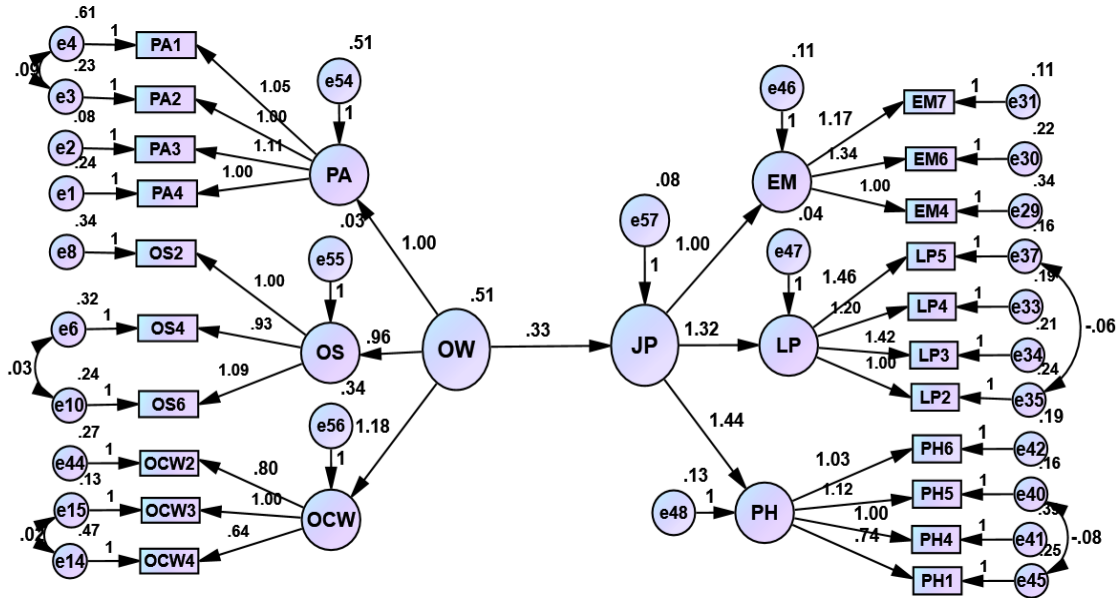 .61
e4 1 PA1
.09
.23
e3 1 PA2
.08
e2 1 PA3
.24
e1 1 PA4
1.05
1.00
1.11
1.00
.51
e54
1
PA
.34
e8 1 OS2
.32
e6 1 OS4
.03
.24
e10 1 OS6
1.00
.93
1.09
.03
e55
1
OS
.27
e44 1 OCW2
.13
e15 1 OCW3
.02
.47
e14 1 OCW4
.80
1.00
.64
.34
e56
1
OCW
1.00
.96
1.18
.51
OW
.33
.08
e57
1
JP
1.00
1.32
1.44
.11
e46
1
EM
1.17
1.34
1.00
.11
EM7 1 e31
.22
EM6 1 e30
.34
EM4 1 e29
.04
e47
1
LP
1.46
1.20
1.42
1.00
.16
LP5 1 e37
.19
LP4 1 e33
.21
LP3 1 e34
.24
LP2 1 e35
-.06
.13
e48 1
PH
1.03
1.12
1.00
.74
.19
PH6 1 e42
.16
PH5 1 e40
PH4 1 e41
.25
PH1 1 e45
-.08